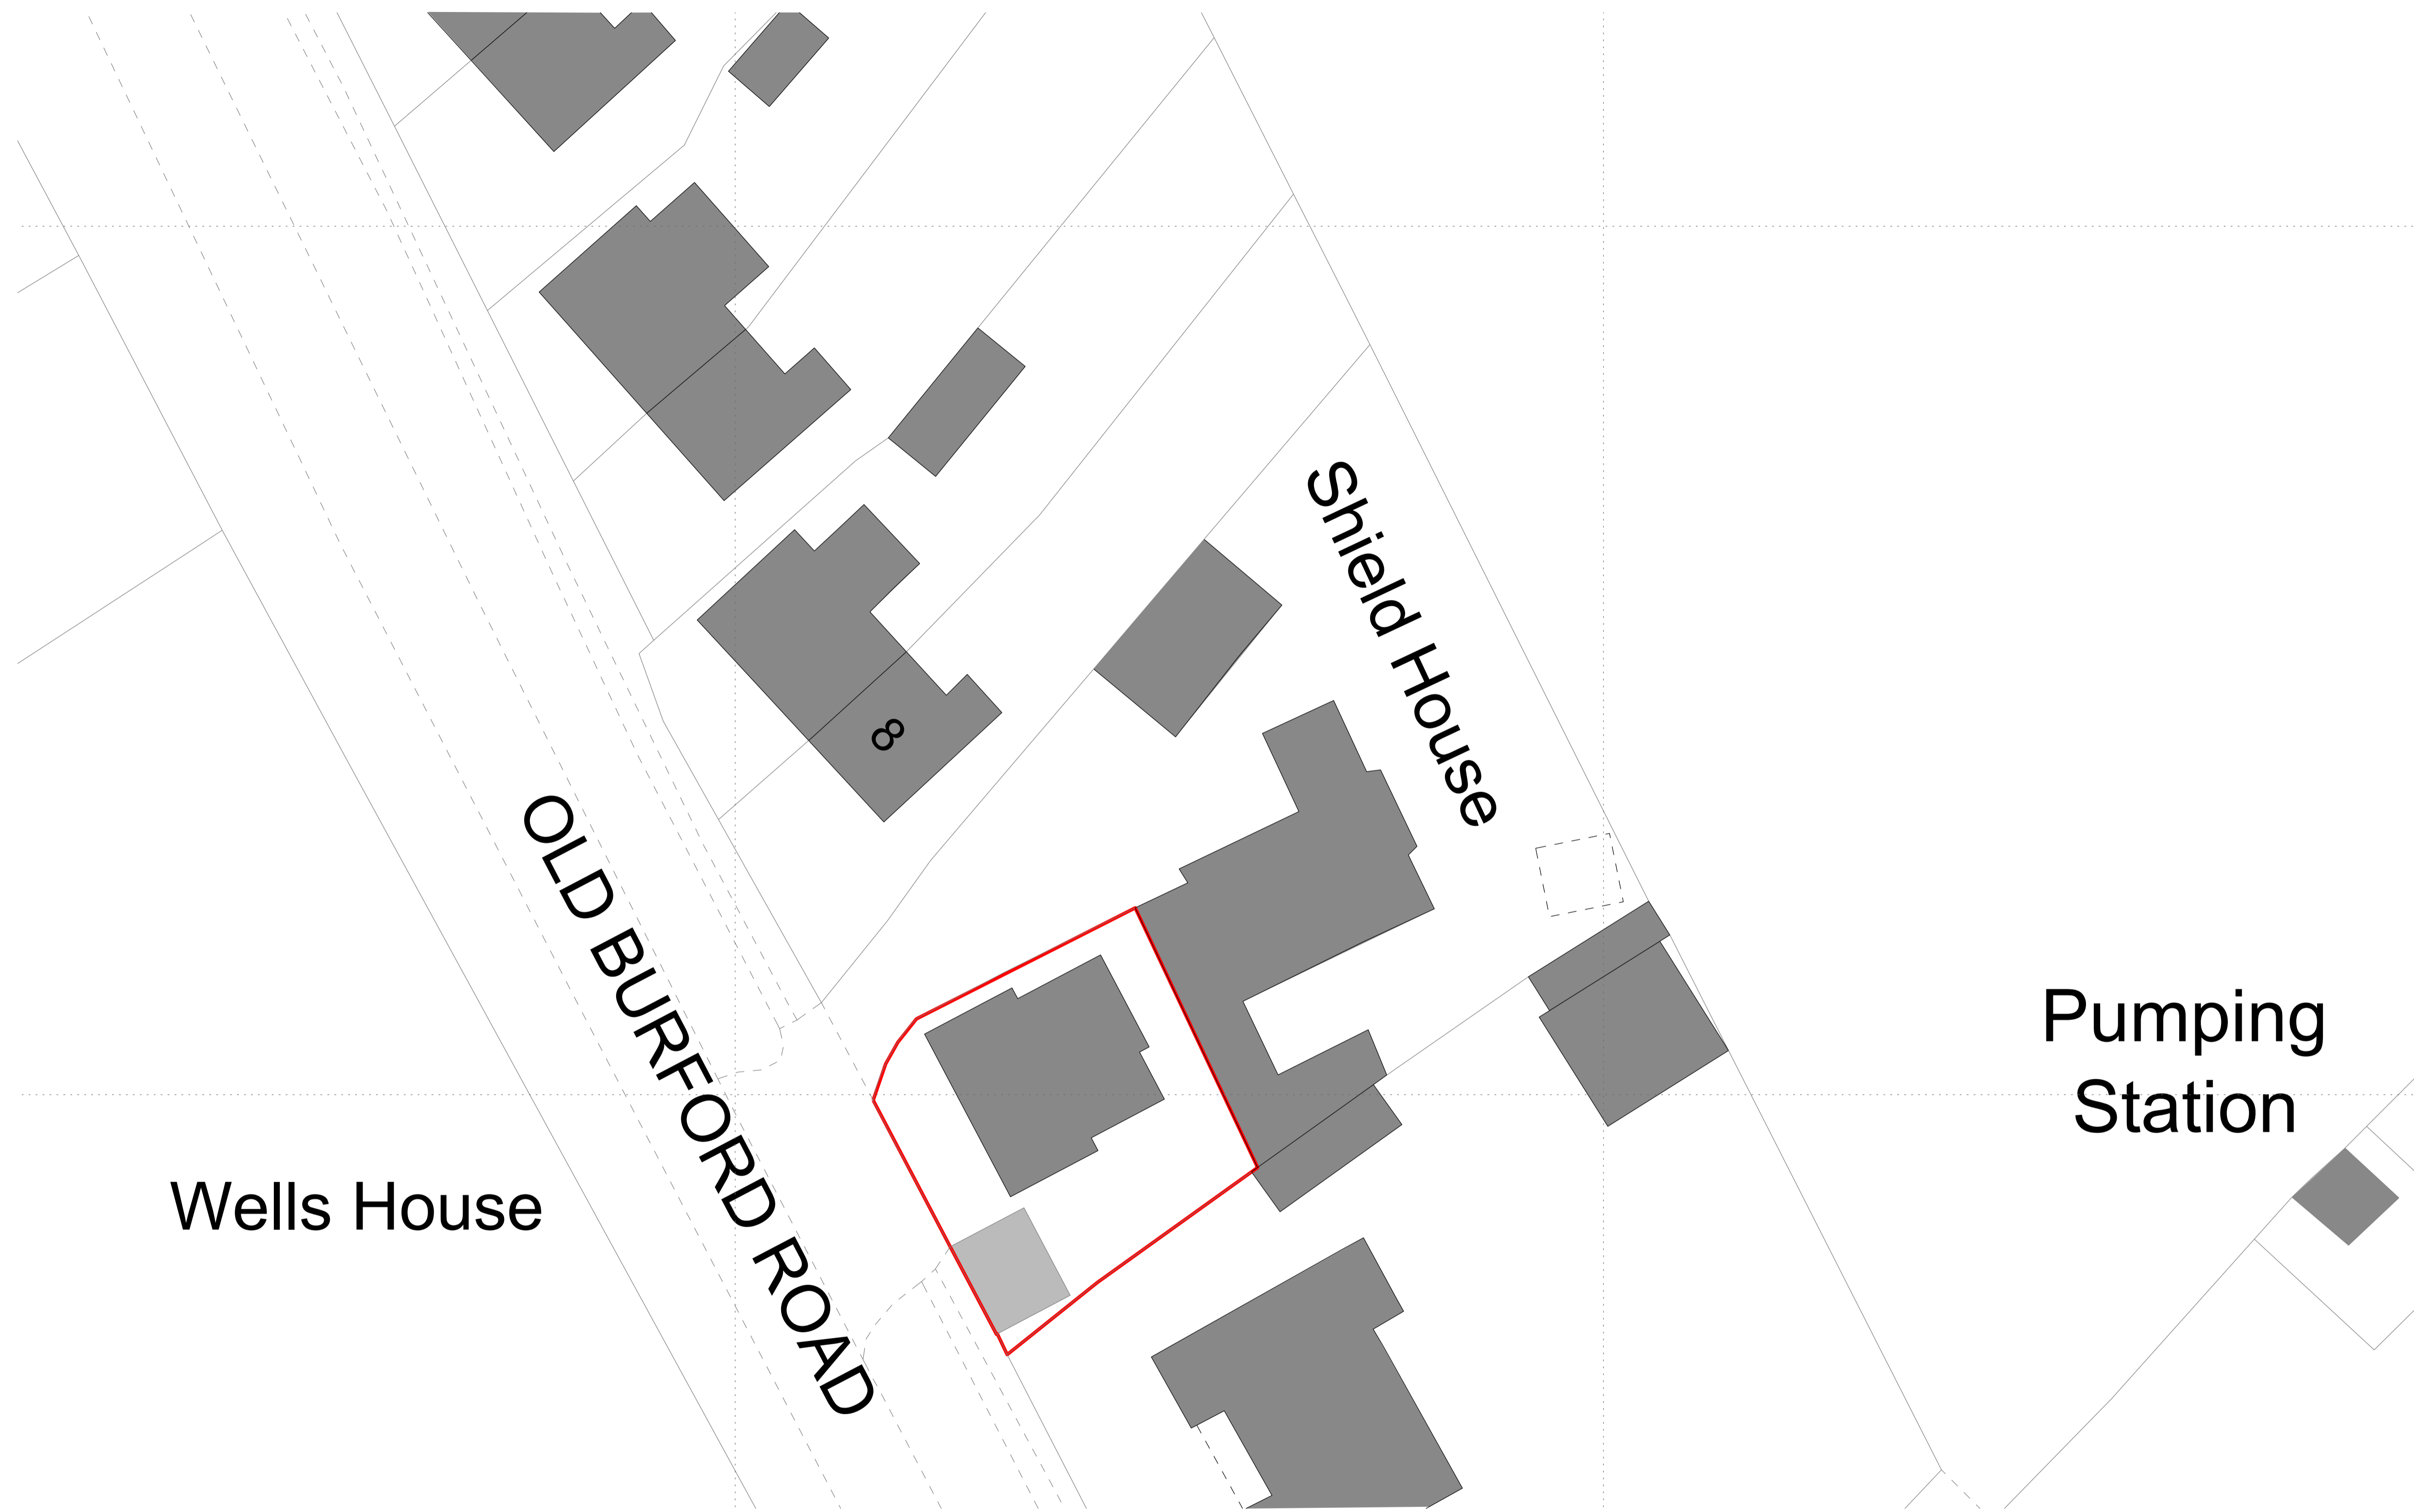 Shield House
8
OLD BURFORD ROAD
Pumping
Station
Wells House